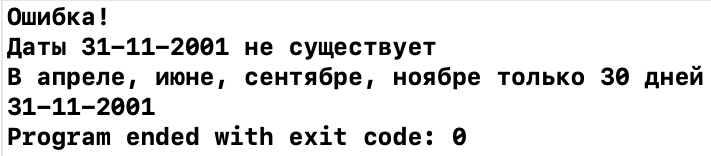 Ошибка!
Даты 31-11-2001 не существует
В апреле, июне, сентябре, ноябре только 30 дней
31-11-2001
Program ended with exit code: 0